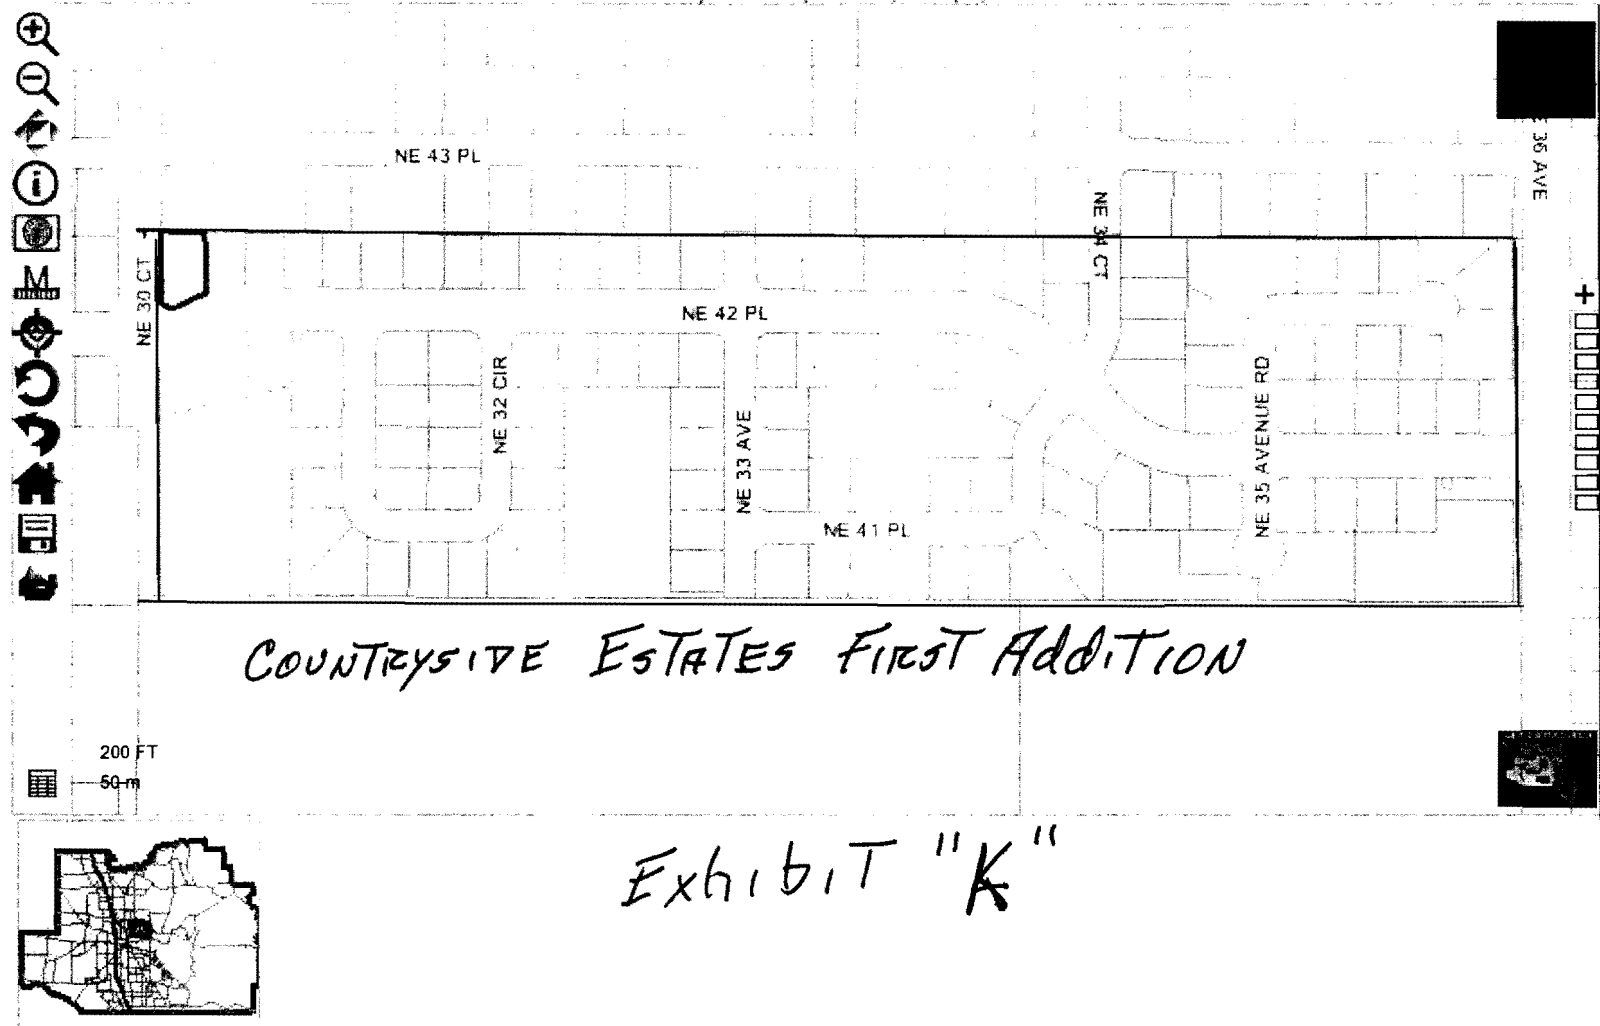 NE 43 PL
36 AVE
NE 34 CT
NE 30 CT
M
NE 42 PL
NE 32 CIR
NE 33 AVE
NE 35 AVENUE RD
NE 41 PL
COUNTRYSIDE ESTATES FIRST AddiTION
200 FT
50 m
ExhibiT "K"